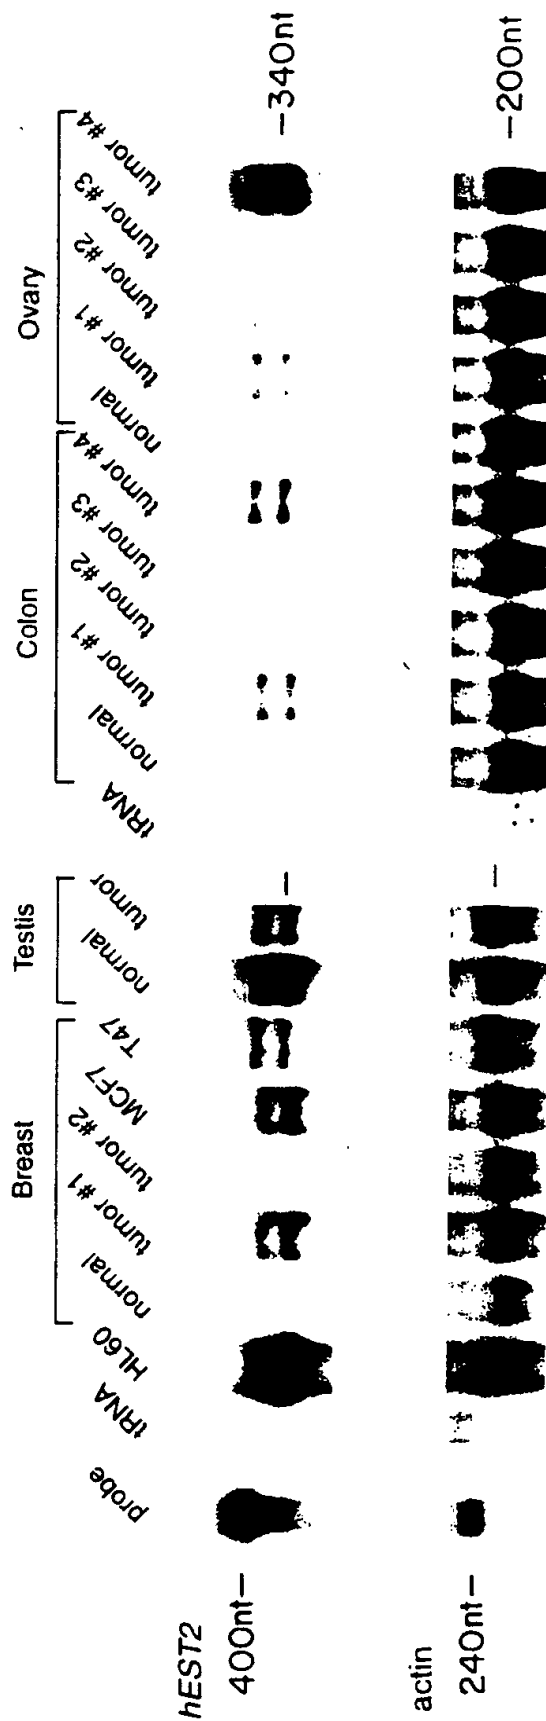 Breast Testis Colon Ovary
probe tRNA HL60 normal tumor #1 tumor #2 MCF7 T47 normal tumor tRNA normal tumor #1 tumor #2 tumor #3 tumor #4 normal tumor #1 tumor #2 tumor #3 tumor #4
hEST2
400nt– –340nt
actin
240nt– –200nt